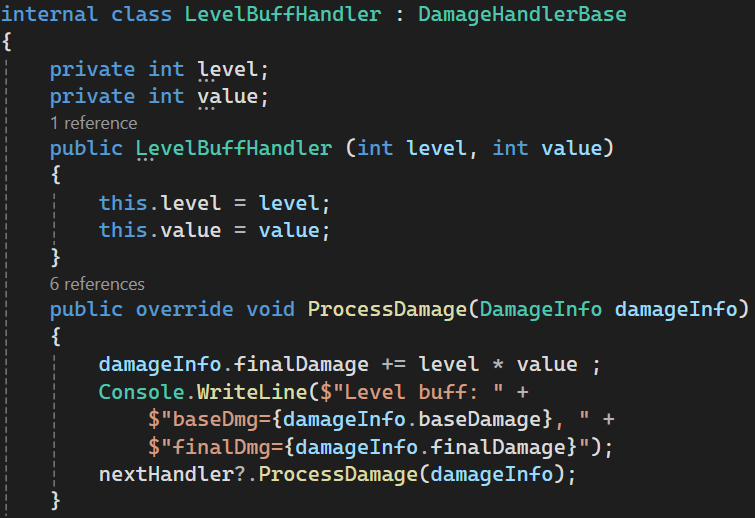 internal class LevelBuffHandler : DamageHandlerBase
{
private int level;
private int value;
1 reference
public LevelBuffHandler (int level, int value)
{
this.level = level;
this.value = value;
}
6 references
public override void ProcessDamage(DamageInfo damageInfo)
{
damageInfo.finalDamage += level * value ;
Console.WriteLine($"Level buff: " +
$"baseDmg={damageInfo.baseDamage}, " +
$"finalDmg={damageInfo.finalDamage}");
nextHandler?.ProcessDamage(damageInfo);
}